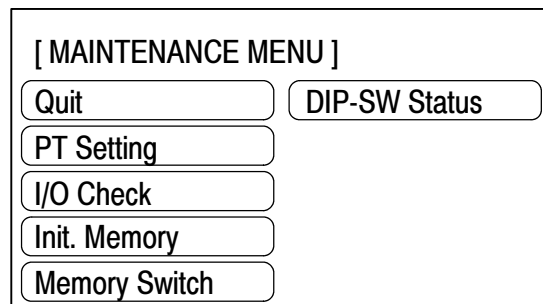 [ MAINTENANCE MENU ]
Quit DIP-SW Status
PT Setting
I/O Check
Init. Memory
Memory Switch